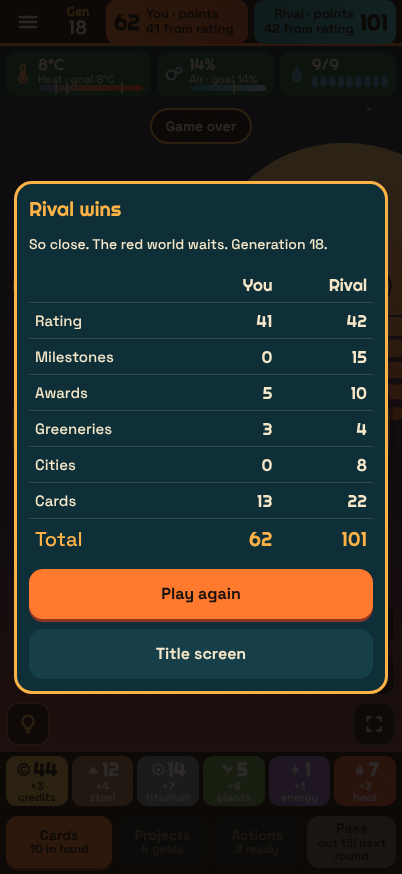 Gen
18
62
You · points
41 from rating
Rival · points
42 from rating
101
8°C
Heat · goal 8°C
14%
Air · goal 14%
9/9
Game over
Rival wins
So close. The red world waits. Generation 18.
You Rival
Rating 41 42
Milestones 0 15
Awards 5 10
Greeneries 3 4
Cities 0 8
Cards 13 22
Total 62 101
Play again
Title screen
44
+3
credits
12
+4
steel
14
+7
titanium
5
+4
plants
1
+1
energy
7
+3
heat
Cards
10 in hand
Projects
& goals
Actions
2 ready
Pass
out till next
round